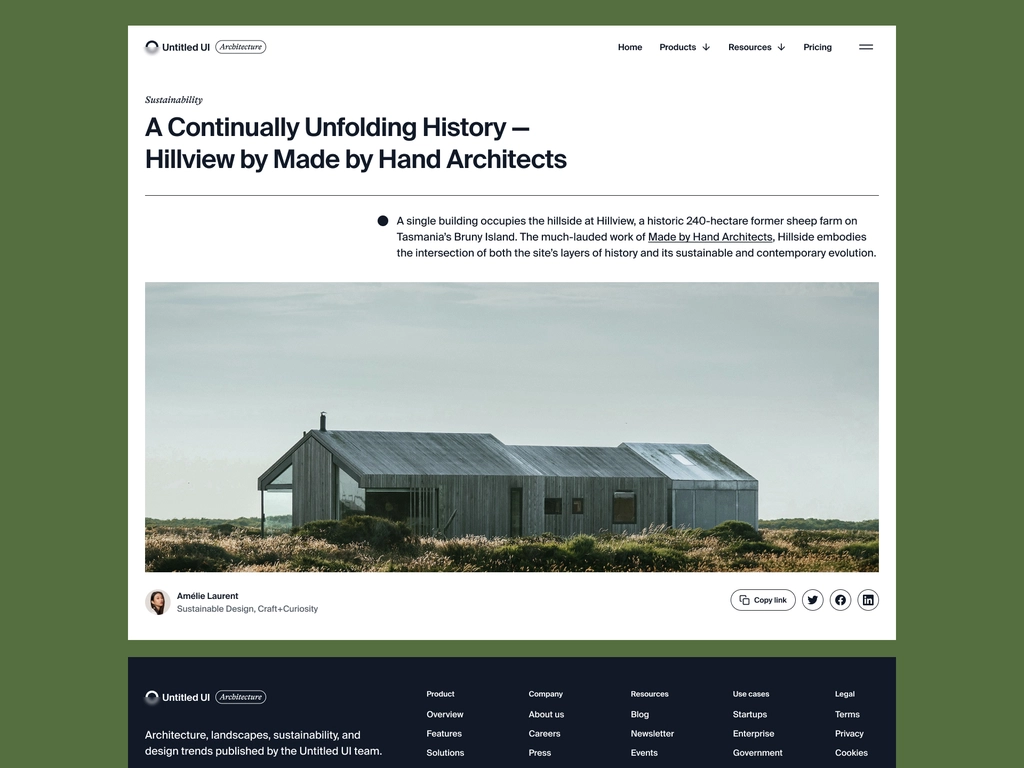 Untitled UI Architecture
Home Products Resources Pricing
Sustainability
A Continually Unfolding History —
Hillview by Made by Hand Architects
A single building occupies the hillside at Hillview, a historic 240-hectare former sheep farm on
Tasmania's Bruny Island. The much-lauded work of Made by Hand Architects, Hillside embodies
the intersection of both the site's layers of history and its sustainable and contemporary evolution.
Amélie Laurent
Sustainable Design, Craft+Curiosity
Copy link
Untitled UI Architecture
Architecture, landscapes, sustainability, and
design trends published by the Untitled UI team.
Product
Overview
Features
Solutions
Company
About us
Careers
Press
Resources
Blog
Newsletter
Events
Use cases
Startups
Enterprise
Government
Legal
Terms
Privacy
Cookies